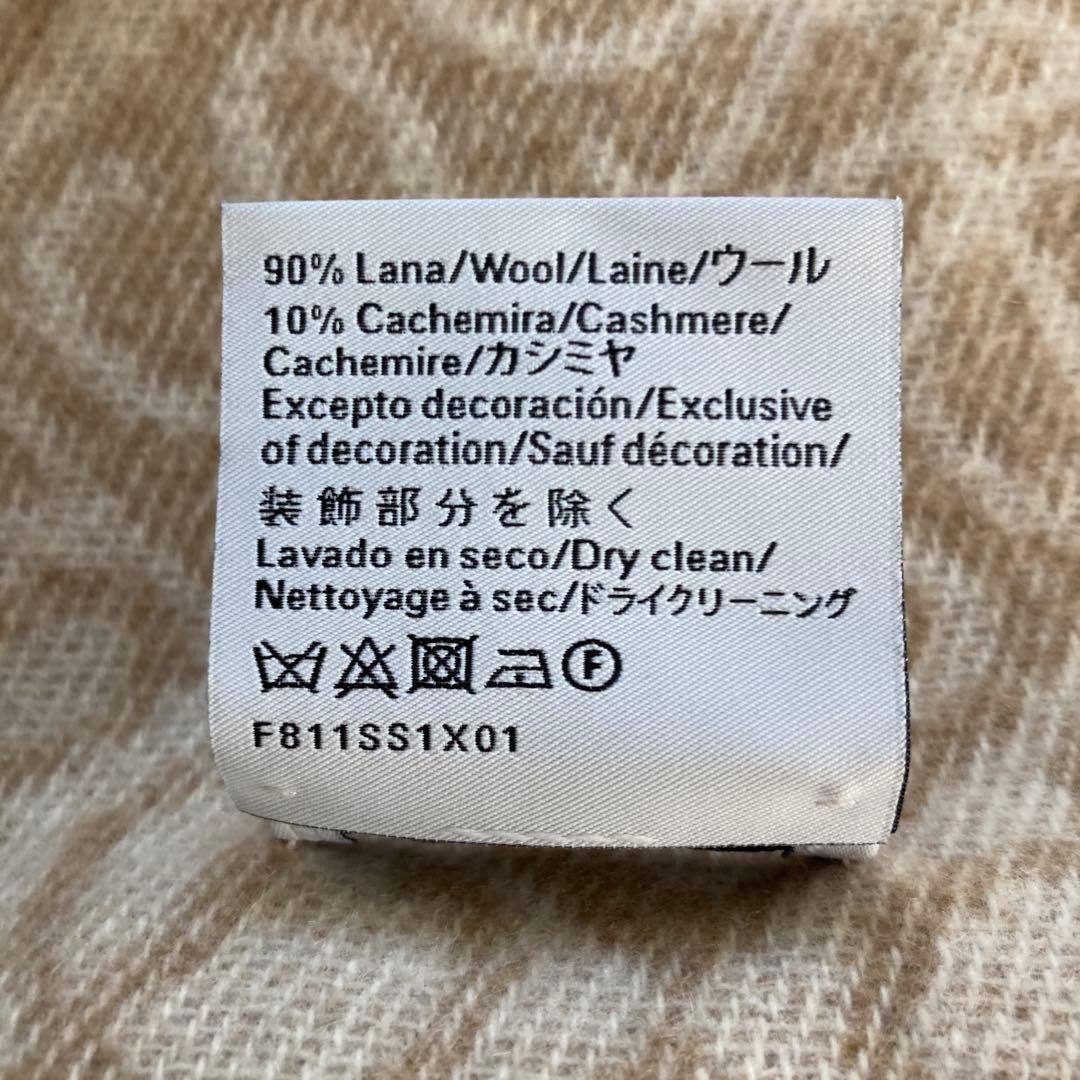 90% Lana/Wool/Laine/ウール
10% Cachemira/Cashmere/
Cachemire/カシミヤ
Excepto decoración/Exclusive
of decoration/Sauf décoration/
装飾部分を除く
Lavado en seco/Dry clean/
Nettoyage à sec/ドライクリーニング
F
F811SS1X01